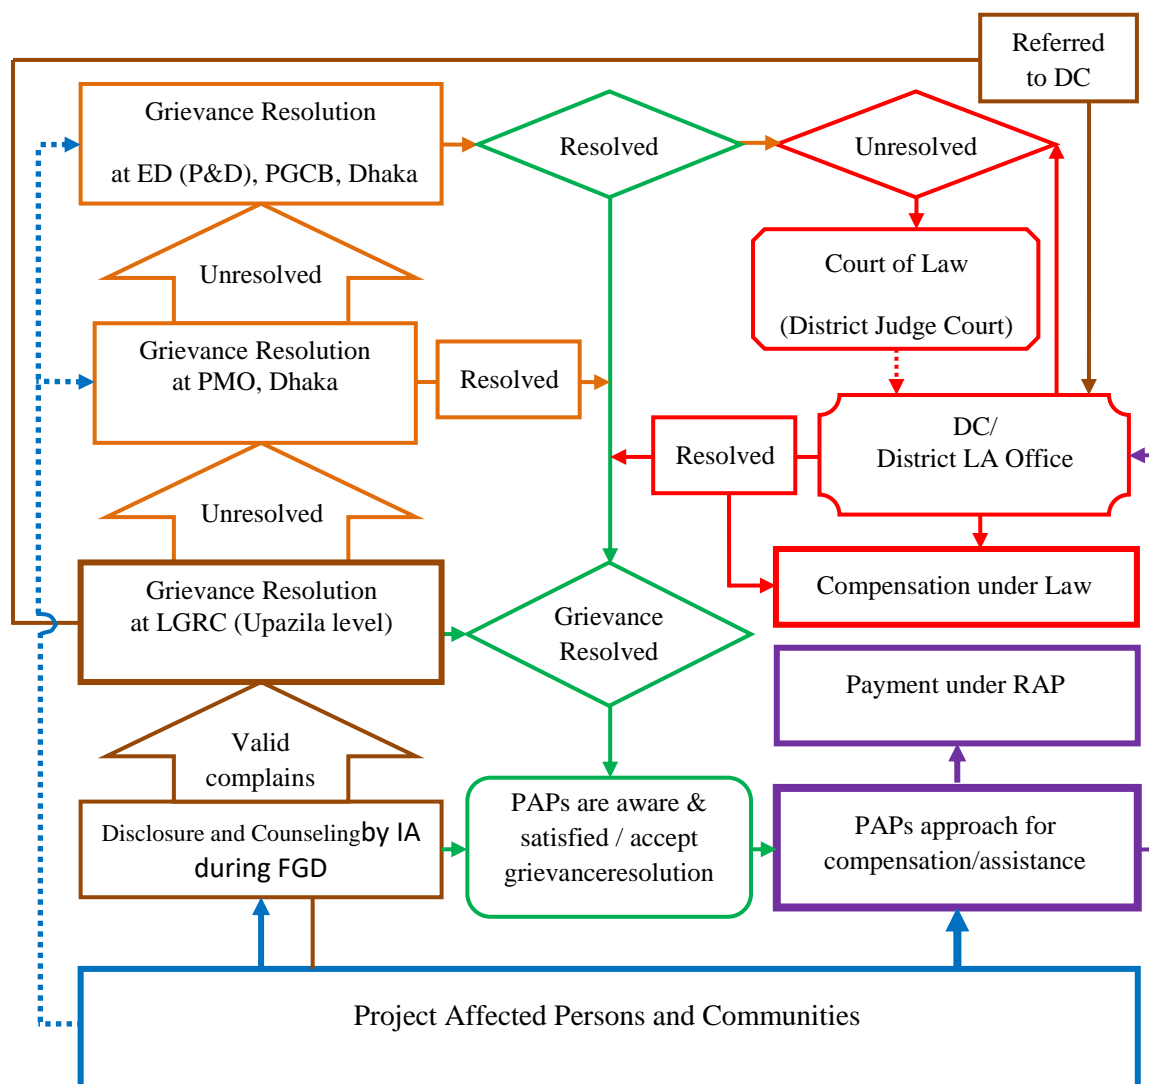 Referred
to DC
Grievance Resolution
at ED (P&D), PGCB, Dhaka
Resolved
Unresolved
Unresolved
Court of Law
(District Judge Court)
Grievance Resolution
at PMO, Dhaka
Resolved
DC/
District LA Office
Resolved
Unresolved
Compensation under Law
Grievance Resolution
at LGRC (Upazila level)
Grievance
Resolved
Payment under RAP
Valid
complains
Disclosure and Counselingby IA
during FGD
PAPs are aware &
satisfied / accept
grievanceresolution
PAPs approach for
compensation/assistance
Project Affected Persons and Communities